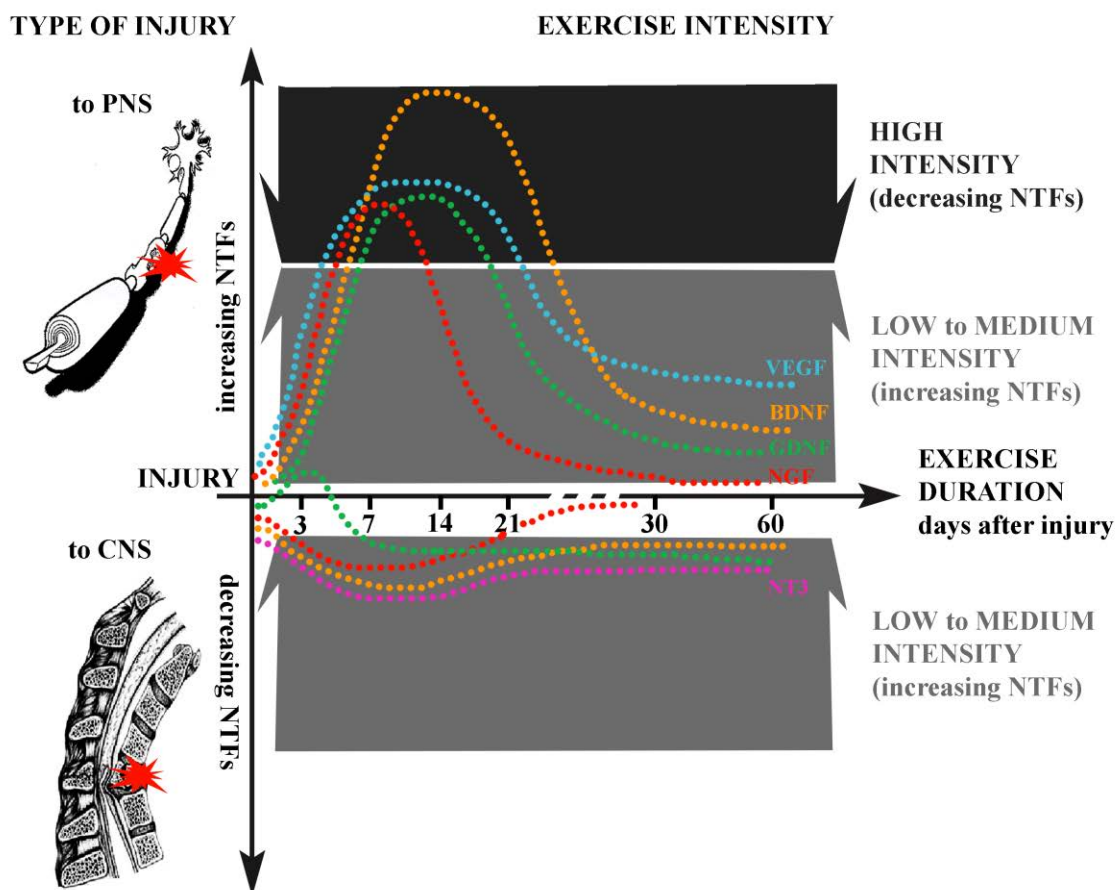 TYPE OF INJURY
EXERCISE INTENSITY
to PNS
HIGH
INTENSITY
(decreasing NTFs)
increasing NTFs
LOW to MEDIUM
INTENSITY
(increasing NTFs)
VEGF
BDNF
GDNF
NGF
INJURY
EXERCISE
DURATION
days after injury
3 7 14 21 30 60
to CNS
decreasing NTFs
NT3
LOW to MEDIUM
INTENSITY
(increasing NTFs)